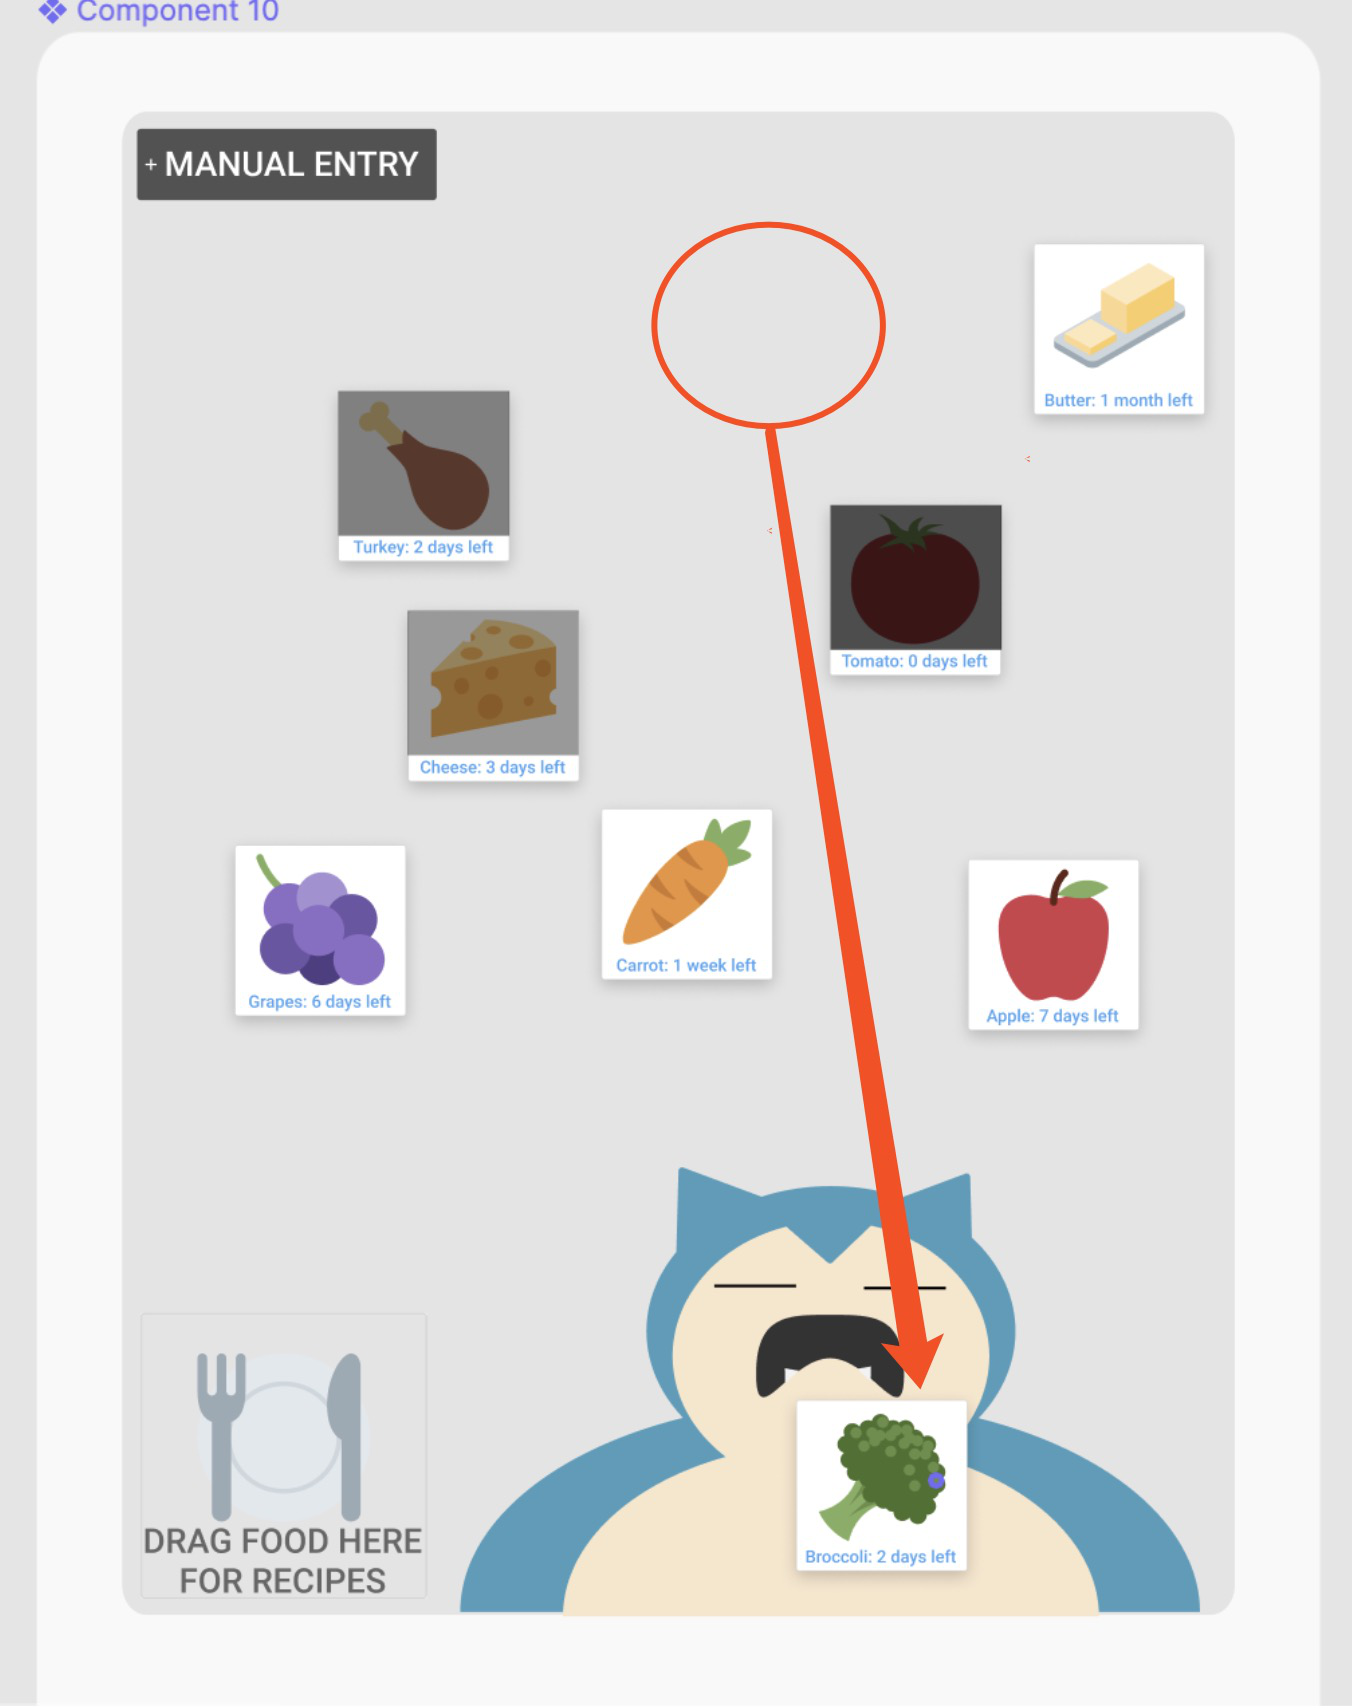 Component 10
+ MANUAL ENTRY
Butter: 1 month left
Turkey: 2 days left
Tomato: 0 days left
Cheese: 3 days left
Carrot: 1 week left
Grapes: 6 days left
Apple: 7 days left
DRAG FOOD HERE
FOR RECIPES
Broccoli: 2 days left